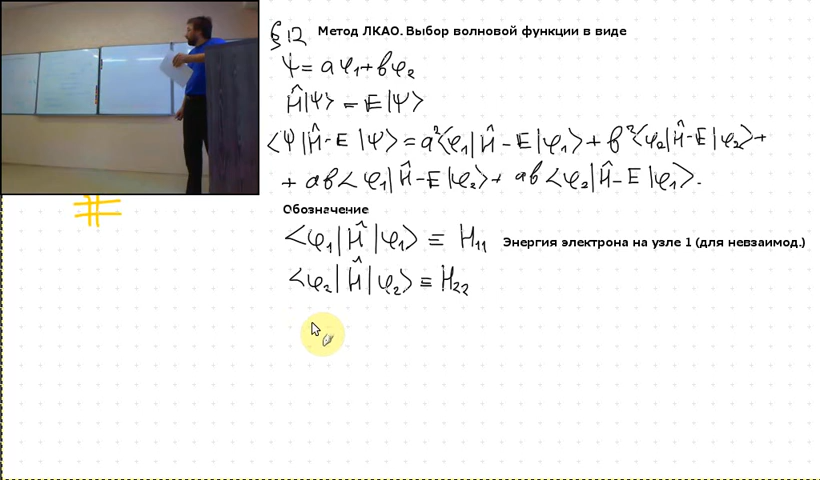 §12 Метод ЛКАО. Выбор волновой функции в виде
Ψ = aφ₁+bφ₂
Ĥ|Ψ> = E|Ψ>
<Ψ|Ĥ-E|Ψ> = a²<φ₁|Ĥ-E|φ₁> + b²<φ₂|Ĥ-E|φ₂> +
+ ab<φ₁|Ĥ-E|φ₂> + ab<φ₂|Ĥ-E|φ₁>.
Обозначение
<φ₁|Ĥ|φ₁> ≡ H₁₁ Энергия электрона на узле 1 (для невзаимод.)
<φ₂|Ĥ|φ₂> ≡ H₂₂